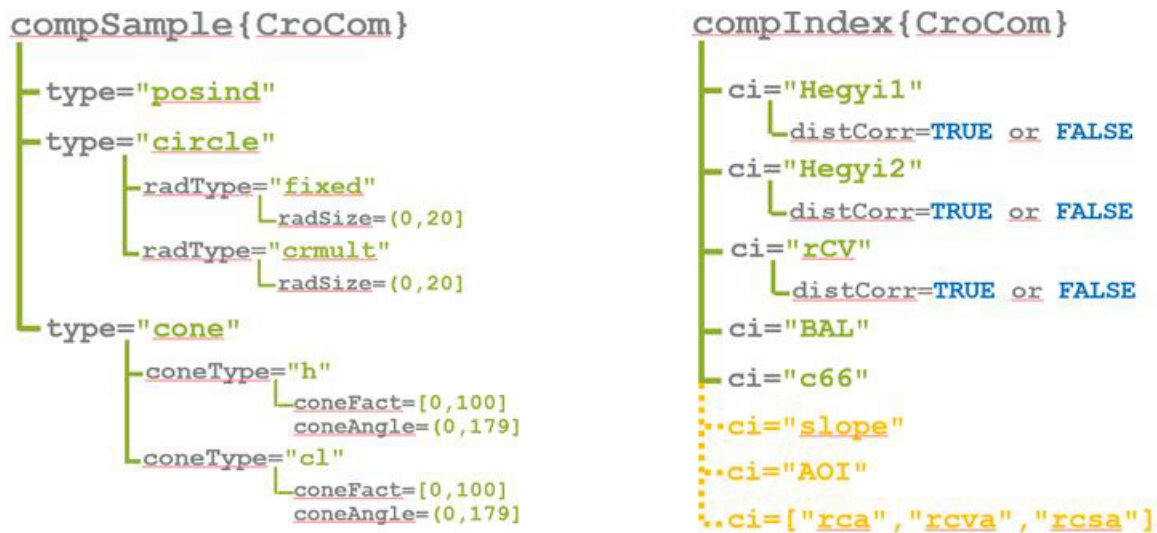 compSample{CroCom}
type="posind"
type="circle"
radType="fixed"
radSize=(0,20]
radType="crmult"
radSize=(0,20]
type="cone"
coneType="h"
coneFact=[0,100]
coneAngle=(0,179]
coneType="cl"
coneFact=[0,100]
coneAngle=(0,179]
compIndex{CroCom}
ci="Hegyi1"
distCorr=TRUE or FALSE
ci="Hegyi2"
distCorr=TRUE or FALSE
ci="rCV"
distCorr=TRUE or FALSE
ci="BAL"
ci="c66"
ci="slope"
ci="AOI"
ci=["rca","rcva","rcsa"]